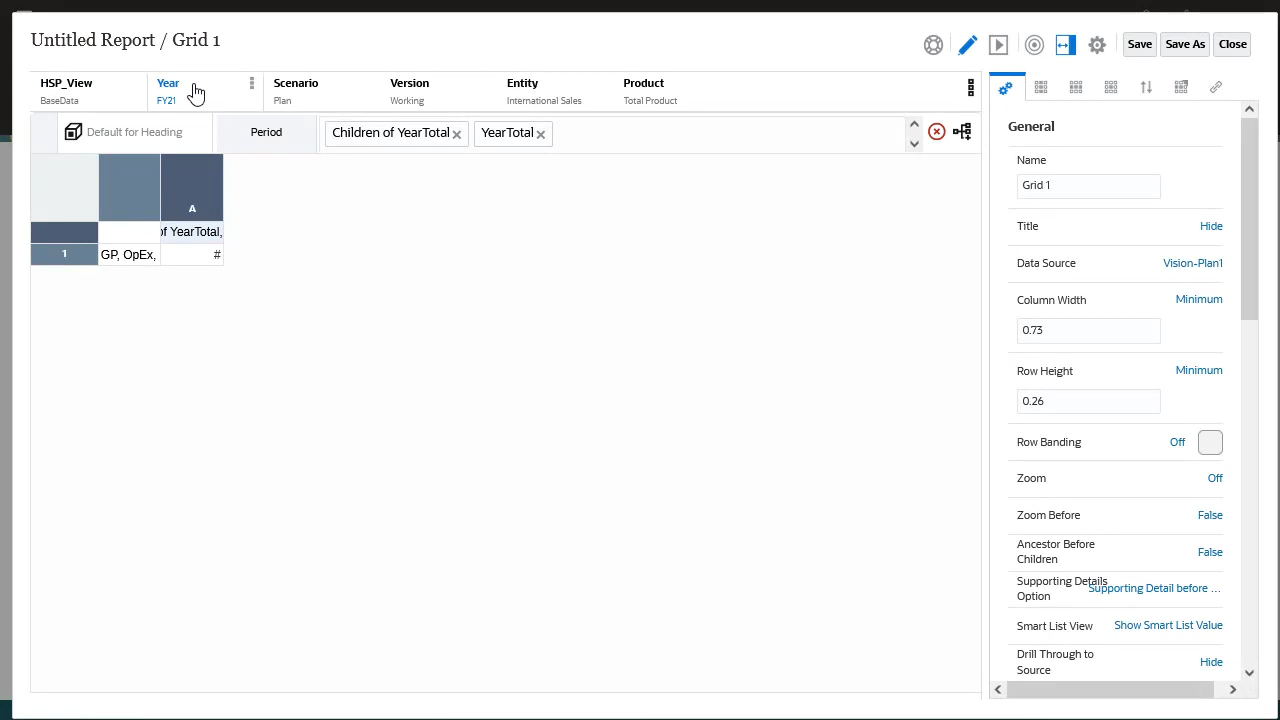 Untitled Report / Grid 1
Save
Save As
Close
HSP_View
BaseData
Year
FY21
Scenario
Plan
Version
Working
Entity
International Sales
Product
Total Product
Default for Heading
Period
Children of YearTotal
YearTotal
A
of YearTotal,
1
GP, OpEx,
#
General
Name
Grid 1
Title
Hide
Data Source
Vision-Plan1
Column Width
Minimum
0.73
Row Height
Minimum
0.26
Row Banding
Off
Zoom
Off
Zoom Before
False
Ancestor Before
Children
False
Supporting Details
Option
Supporting Detail before ...
Smart List View
Show Smart List Value
Drill Through to
Source
Hide